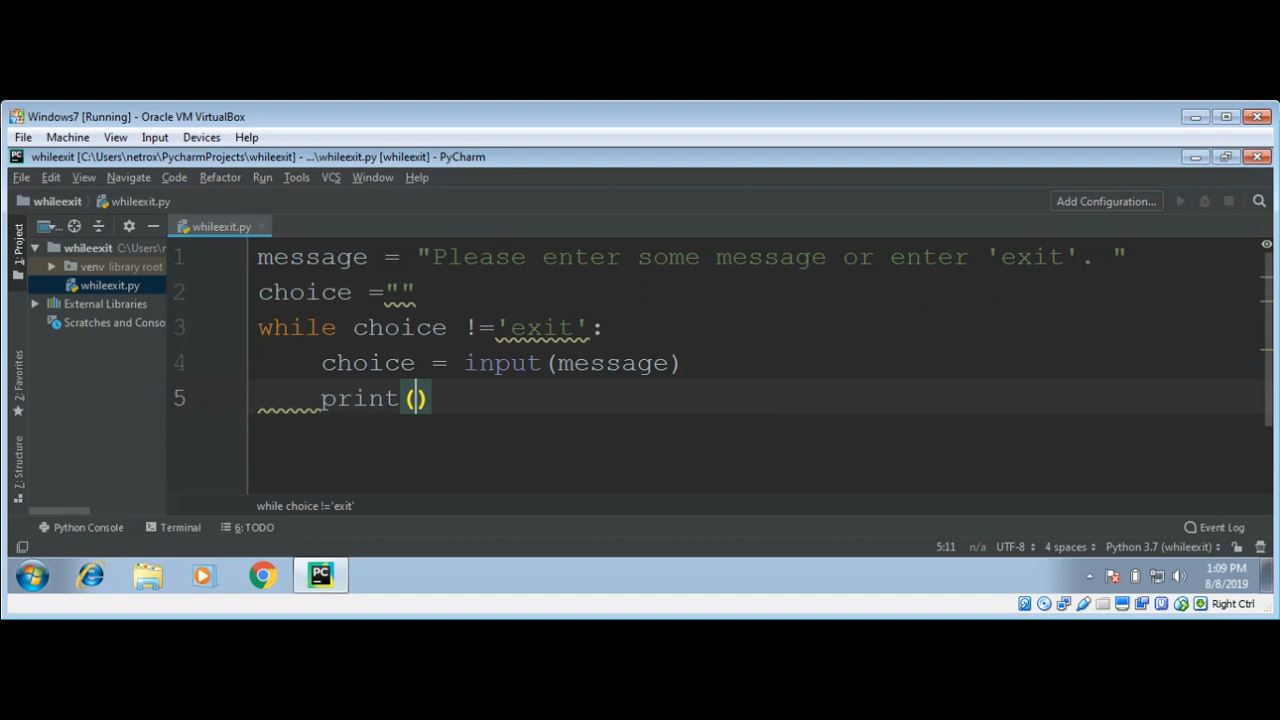 Windows7 [Running] - Oracle VM VirtualBox
File Machine View Input Devices Help
PC whileexit [C:\Users\netrox\PycharmProjects\whileexit] - ...\whileexit.py [whileexit] - PyCharm
File Edit View Navigate Code Refactor Run Tools VCS Window Help
whileexit whileexit.py Add Configuration...
1: Project
whileexit.py
whileexit C:\Users\r
venv library root
whileexit.py
External Libraries
Scratches and Conso
2: Favorites
7: Structure
1 message = "Please enter some message or enter 'exit'. "
2 choice =""
3 while choice !='exit':
4 choice = input(message)
5 print()
while choice !='exit'
Python Console Terminal 6: TODO Event Log
5:11 n/a UTF-8 4 spaces Python 3.7 (whileexit)
PC
1:09 PM
8/8/2019
Right Ctrl